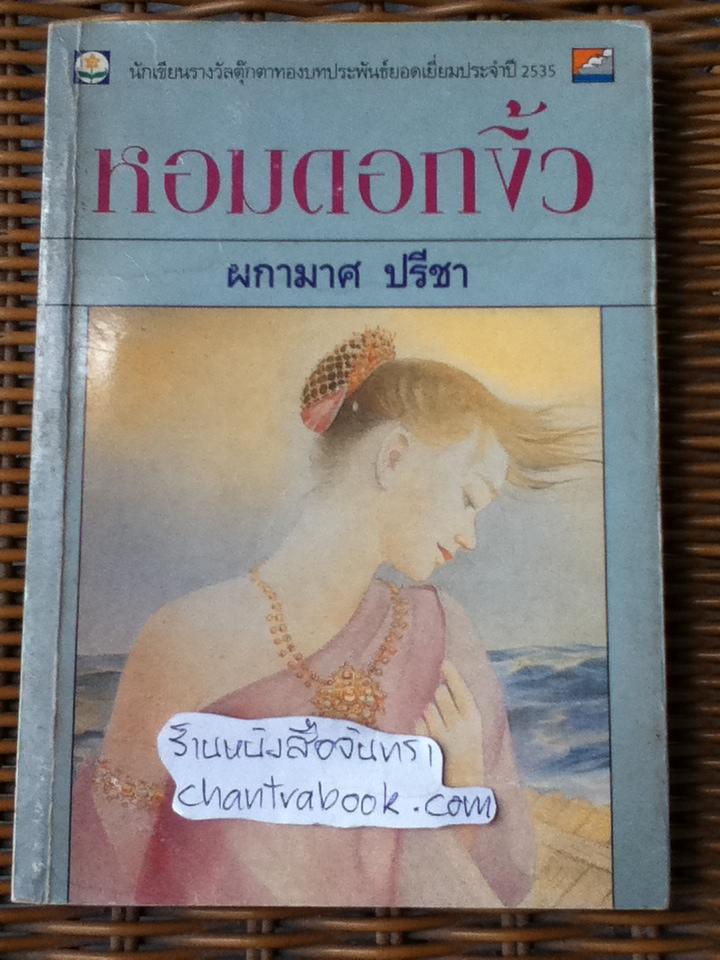 นักเขียนรางวัลตุ๊กตาทองบทประพันธ์ยอดเยี่ยมประจำปี 2535
หอมดอกงิ้ว
ผกามาศ ปรีชา
ร้านหนังสือจันทรา
chantrabook.com